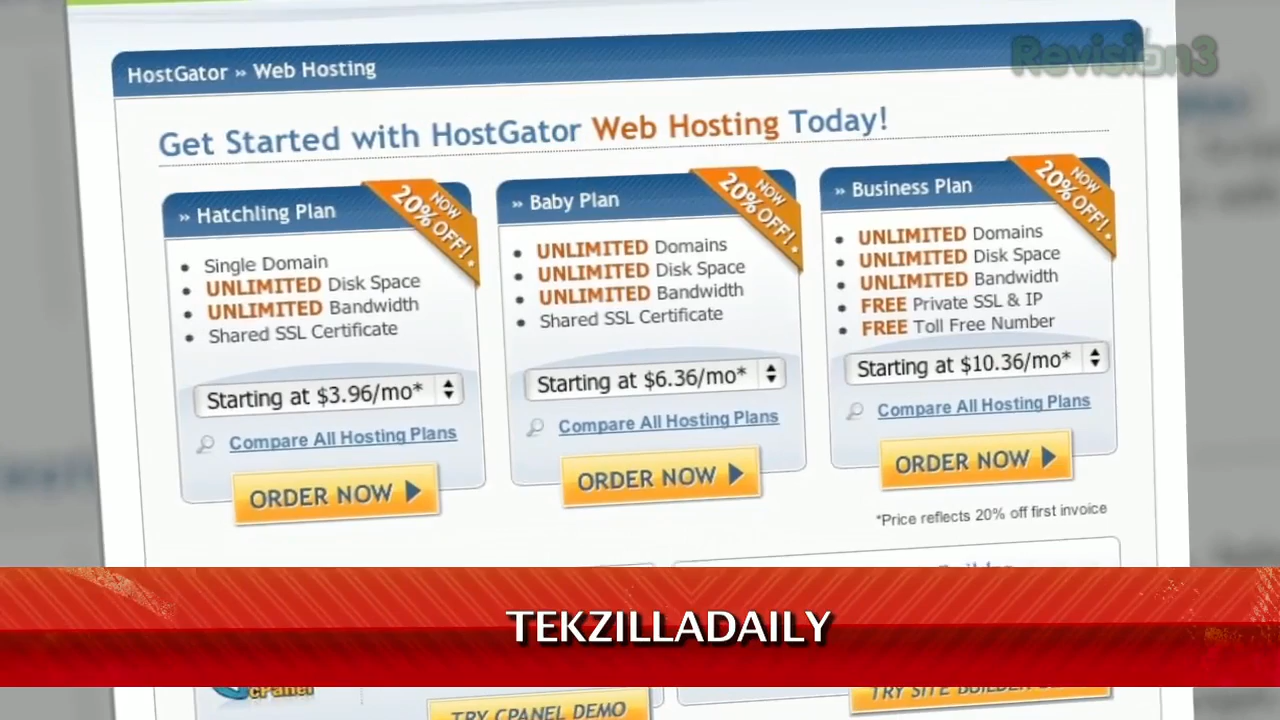 Revision3
HostGator » Web Hosting
Get Started with HostGator Web Hosting Today!
» Hatchling Plan
NOW
20% OFF!*
Single Domain
UNLIMITED Disk Space
UNLIMITED Bandwidth
Shared SSL Certificate
Starting at $3.96/mo*
Compare All Hosting Plans
ORDER NOW
» Baby Plan
NOW
20% OFF!*
UNLIMITED Domains
UNLIMITED Disk Space
UNLIMITED Bandwidth
Shared SSL Certificate
Starting at $6.36/mo*
Compare All Hosting Plans
ORDER NOW
» Business Plan
NOW
20% OFF!*
UNLIMITED Domains
UNLIMITED Disk Space
UNLIMITED Bandwidth
FREE Private SSL & IP
FREE Toll Free Number
Starting at $10.36/mo*
Compare All Hosting Plans
ORDER NOW
*Price reflects 20% off first invoice
TEKZILLADAILY
cPanel
TRY CPANEL DEMO
TRY SITE BUILDER